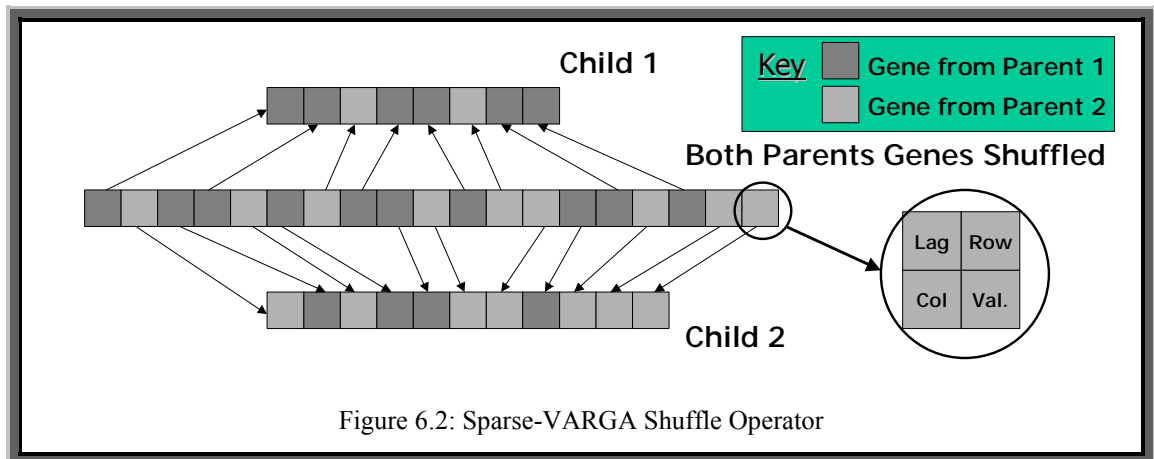 Child 1
Key
Gene from Parent 1
Gene from Parent 2
Both Parents Genes Shuffled
Lag Row
Col Val.
Child 2
Figure 6.2: Sparse-VARGA Shuffle Operator